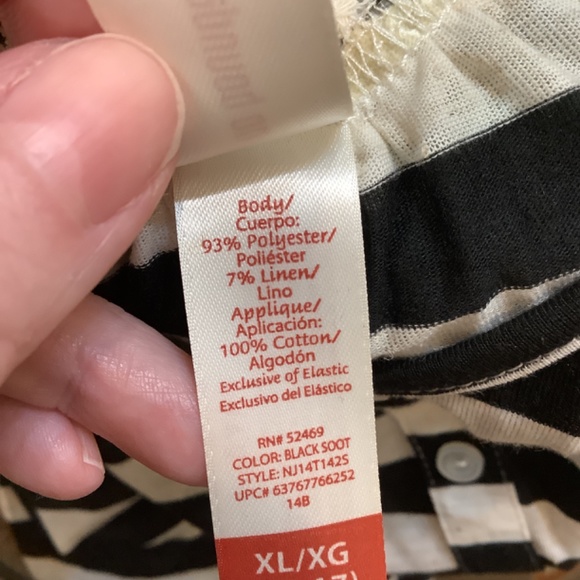 Body/
Cuerpo:
93% Polyester/
Poliéster
7% Linen/
Lino
Applique/
Aplicación:
100% Cotton/
Algodón
Exclusive of Elastic
Exclusivo del Elástico
RN# 52469
COLOR: BLACK SOOT
STYLE: NJ14T142S
UPC# 63767766252
14B
XL/XG